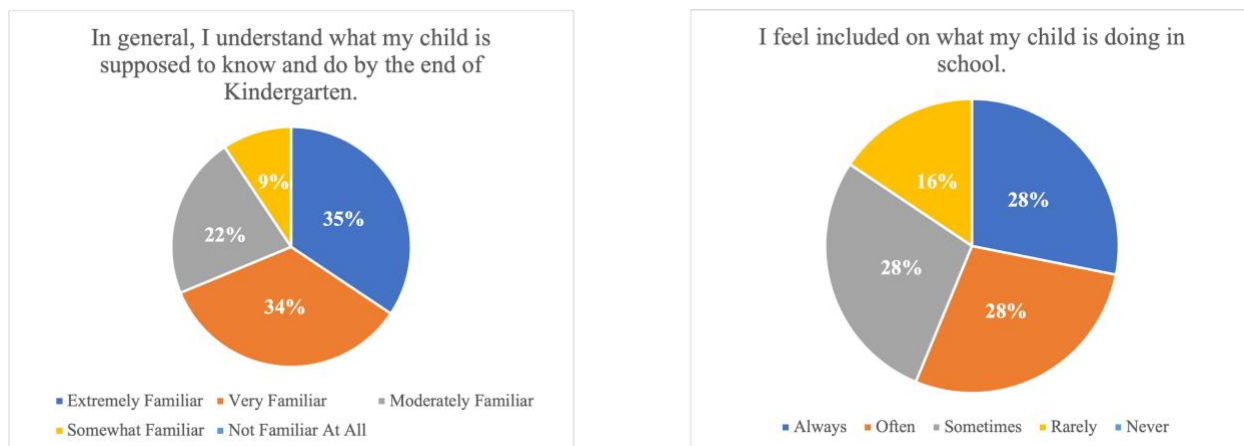 In general, I understand what my child is
supposed to know and do by the end of
Kindergarten.
9%
35%
22%
34%
Extremely Familiar Very Familiar Moderately Familiar
Somewhat Familiar Not Familiar At All
I feel included on what my child is doing in
school.
16%
28%
28%
28%
Always Often Sometimes Rarely Never